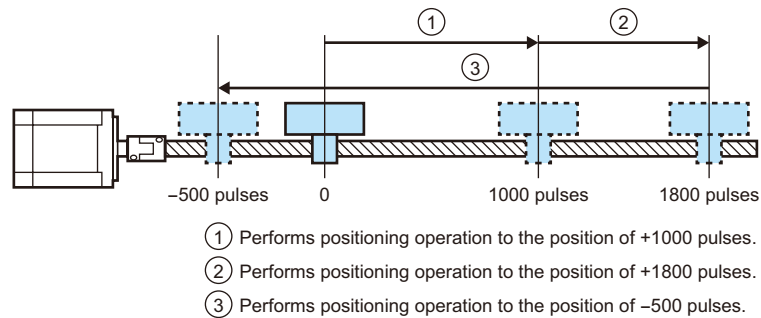 ① ②
③
−500 pulses 0 1000 pulses 1800 pulses
① Performs positioning operation to the position of +1000 pulses.
② Performs positioning operation to the position of +1800 pulses.
③ Performs positioning operation to the position of −500 pulses.